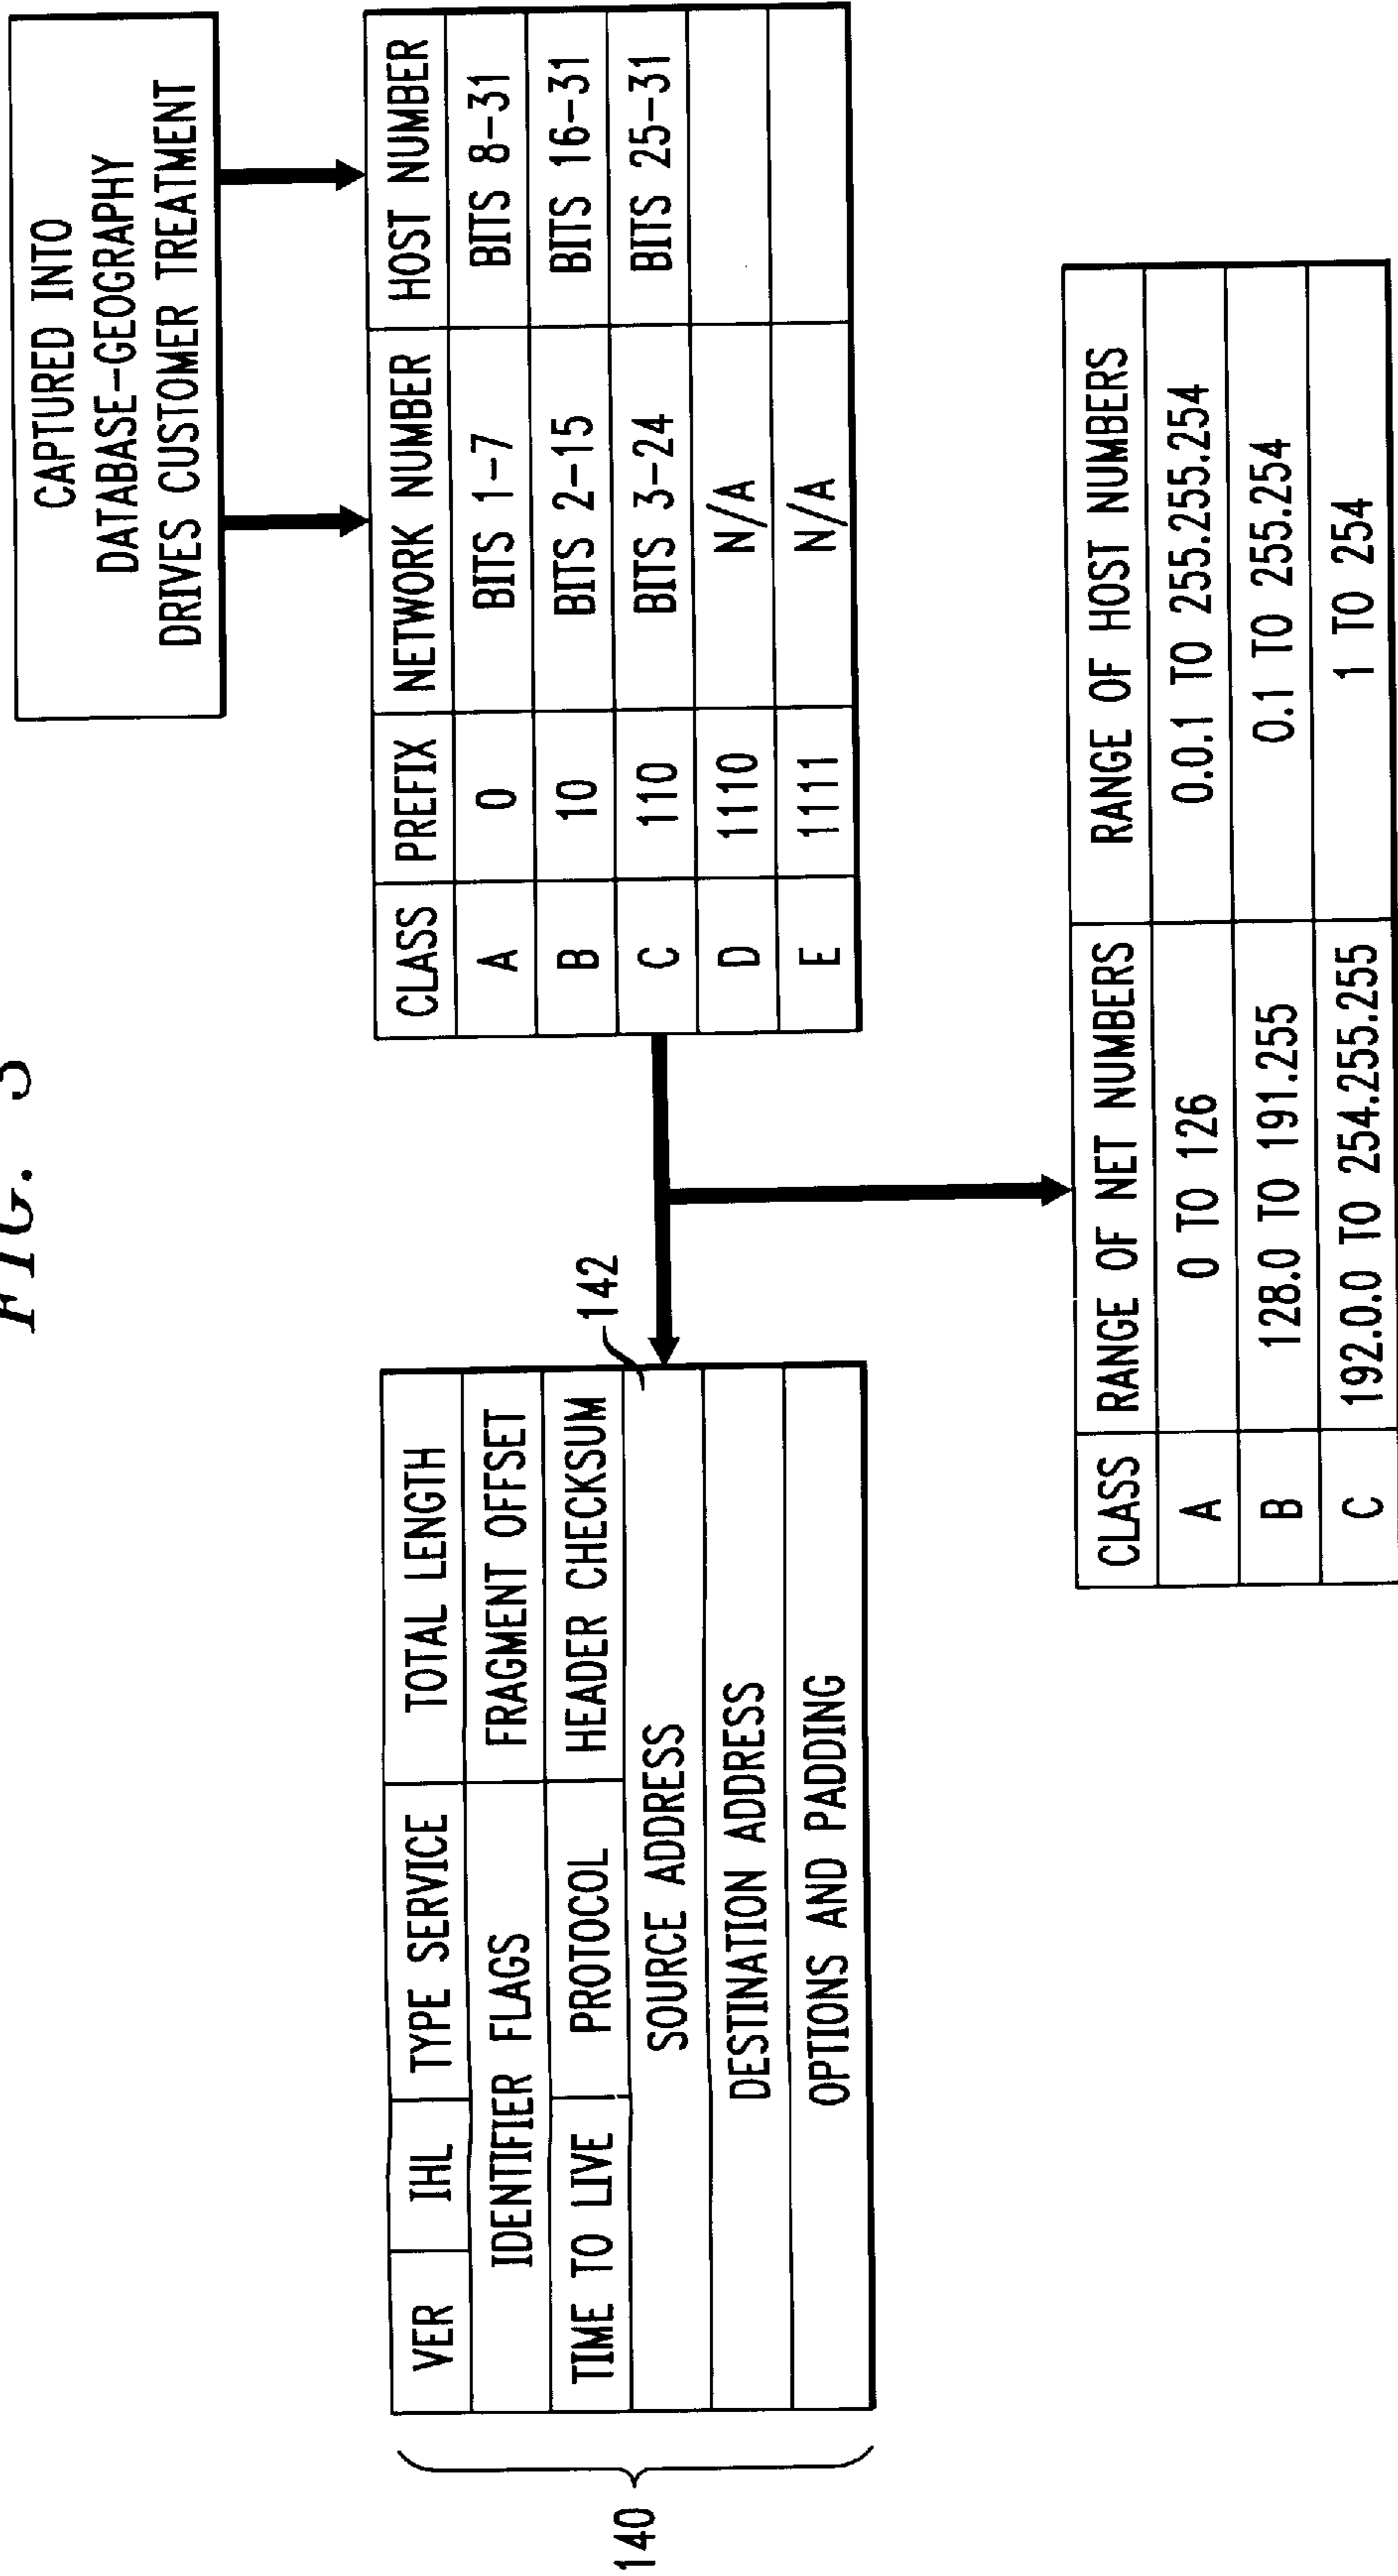 FIG. 3
CAPTURED INTO
DATABASE-GEOGRAPHY
DRIVES CUSTOMER TREATMENT
140
VER IHL TYPE SERVICE TOTAL LENGTH
IDENTIFIER FLAGS FRAGMENT OFFSET
TIME TO LIVE PROTOCOL HEADER CHECKSUM
SOURCE ADDRESS
DESTINATION ADDRESS
OPTIONS AND PADDING
142
CLASS PREFIX NETWORK NUMBER HOST NUMBER
A 0 BITS 1-7 BITS 8-31
B 10 BITS 2-15 BITS 16-31
C 110 BITS 3-24 BITS 25-31
D 1110 N/A
E 1111 N/A
CLASS RANGE OF NET NUMBERS RANGE OF HOST NUMBERS
A 0 TO 126 0.0.1 TO 255.255.254
B 128.0 TO 191.255 0.1 TO 255.254
C 192.0.0 TO 254.255.255 1 TO 254